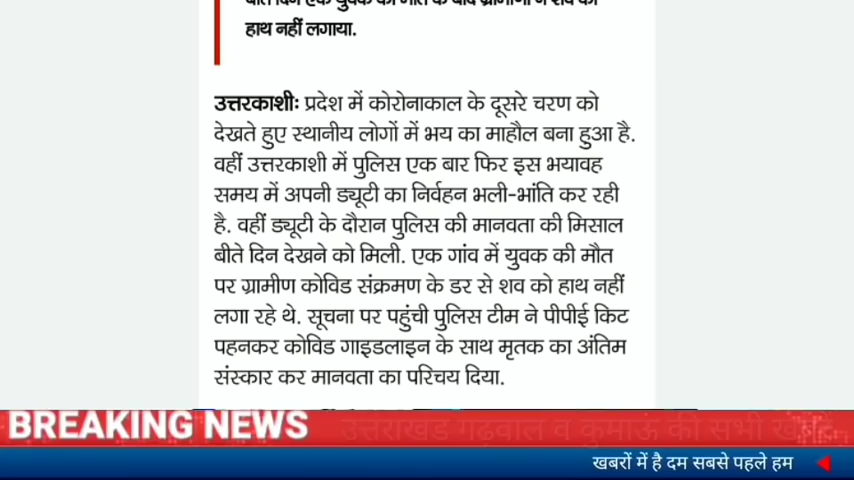 बीते दिन एक युवक की मौत के बाद ग्रामीणों ने शव को
हाथ नहीं लगाया.
उत्तरकाशीः प्रदेश में कोरोनाकाल के दूसरे चरण को
देखते हुए स्थानीय लोगों में भय का माहौल बना हुआ है.
वहीं उत्तरकाशी में पुलिस एक बार फिर इस भयावह
समय में अपनी ड्यूटी का निर्वहन भली-भांति कर रही
है. वहीं ड्यूटी के दौरान पुलिस की मानवता की मिसाल
बीते दिन देखने को मिली. एक गांव में युवक की मौत
पर ग्रामीण कोविड संक्रमण के डर से शव को हाथ नहीं
लगा रहे थे. सूचना पर पहुंची पुलिस टीम ने पीपीई किट
पहनकर कोविड गाइडलाइन के साथ मृतक का अंतिम
संस्कार कर मानवता का परिचय दिया.
BREAKING NEWS
उत्तराखंड गढ़वाल व कुमाऊं की सभी
खबरों में है दम सबसे पहले हम